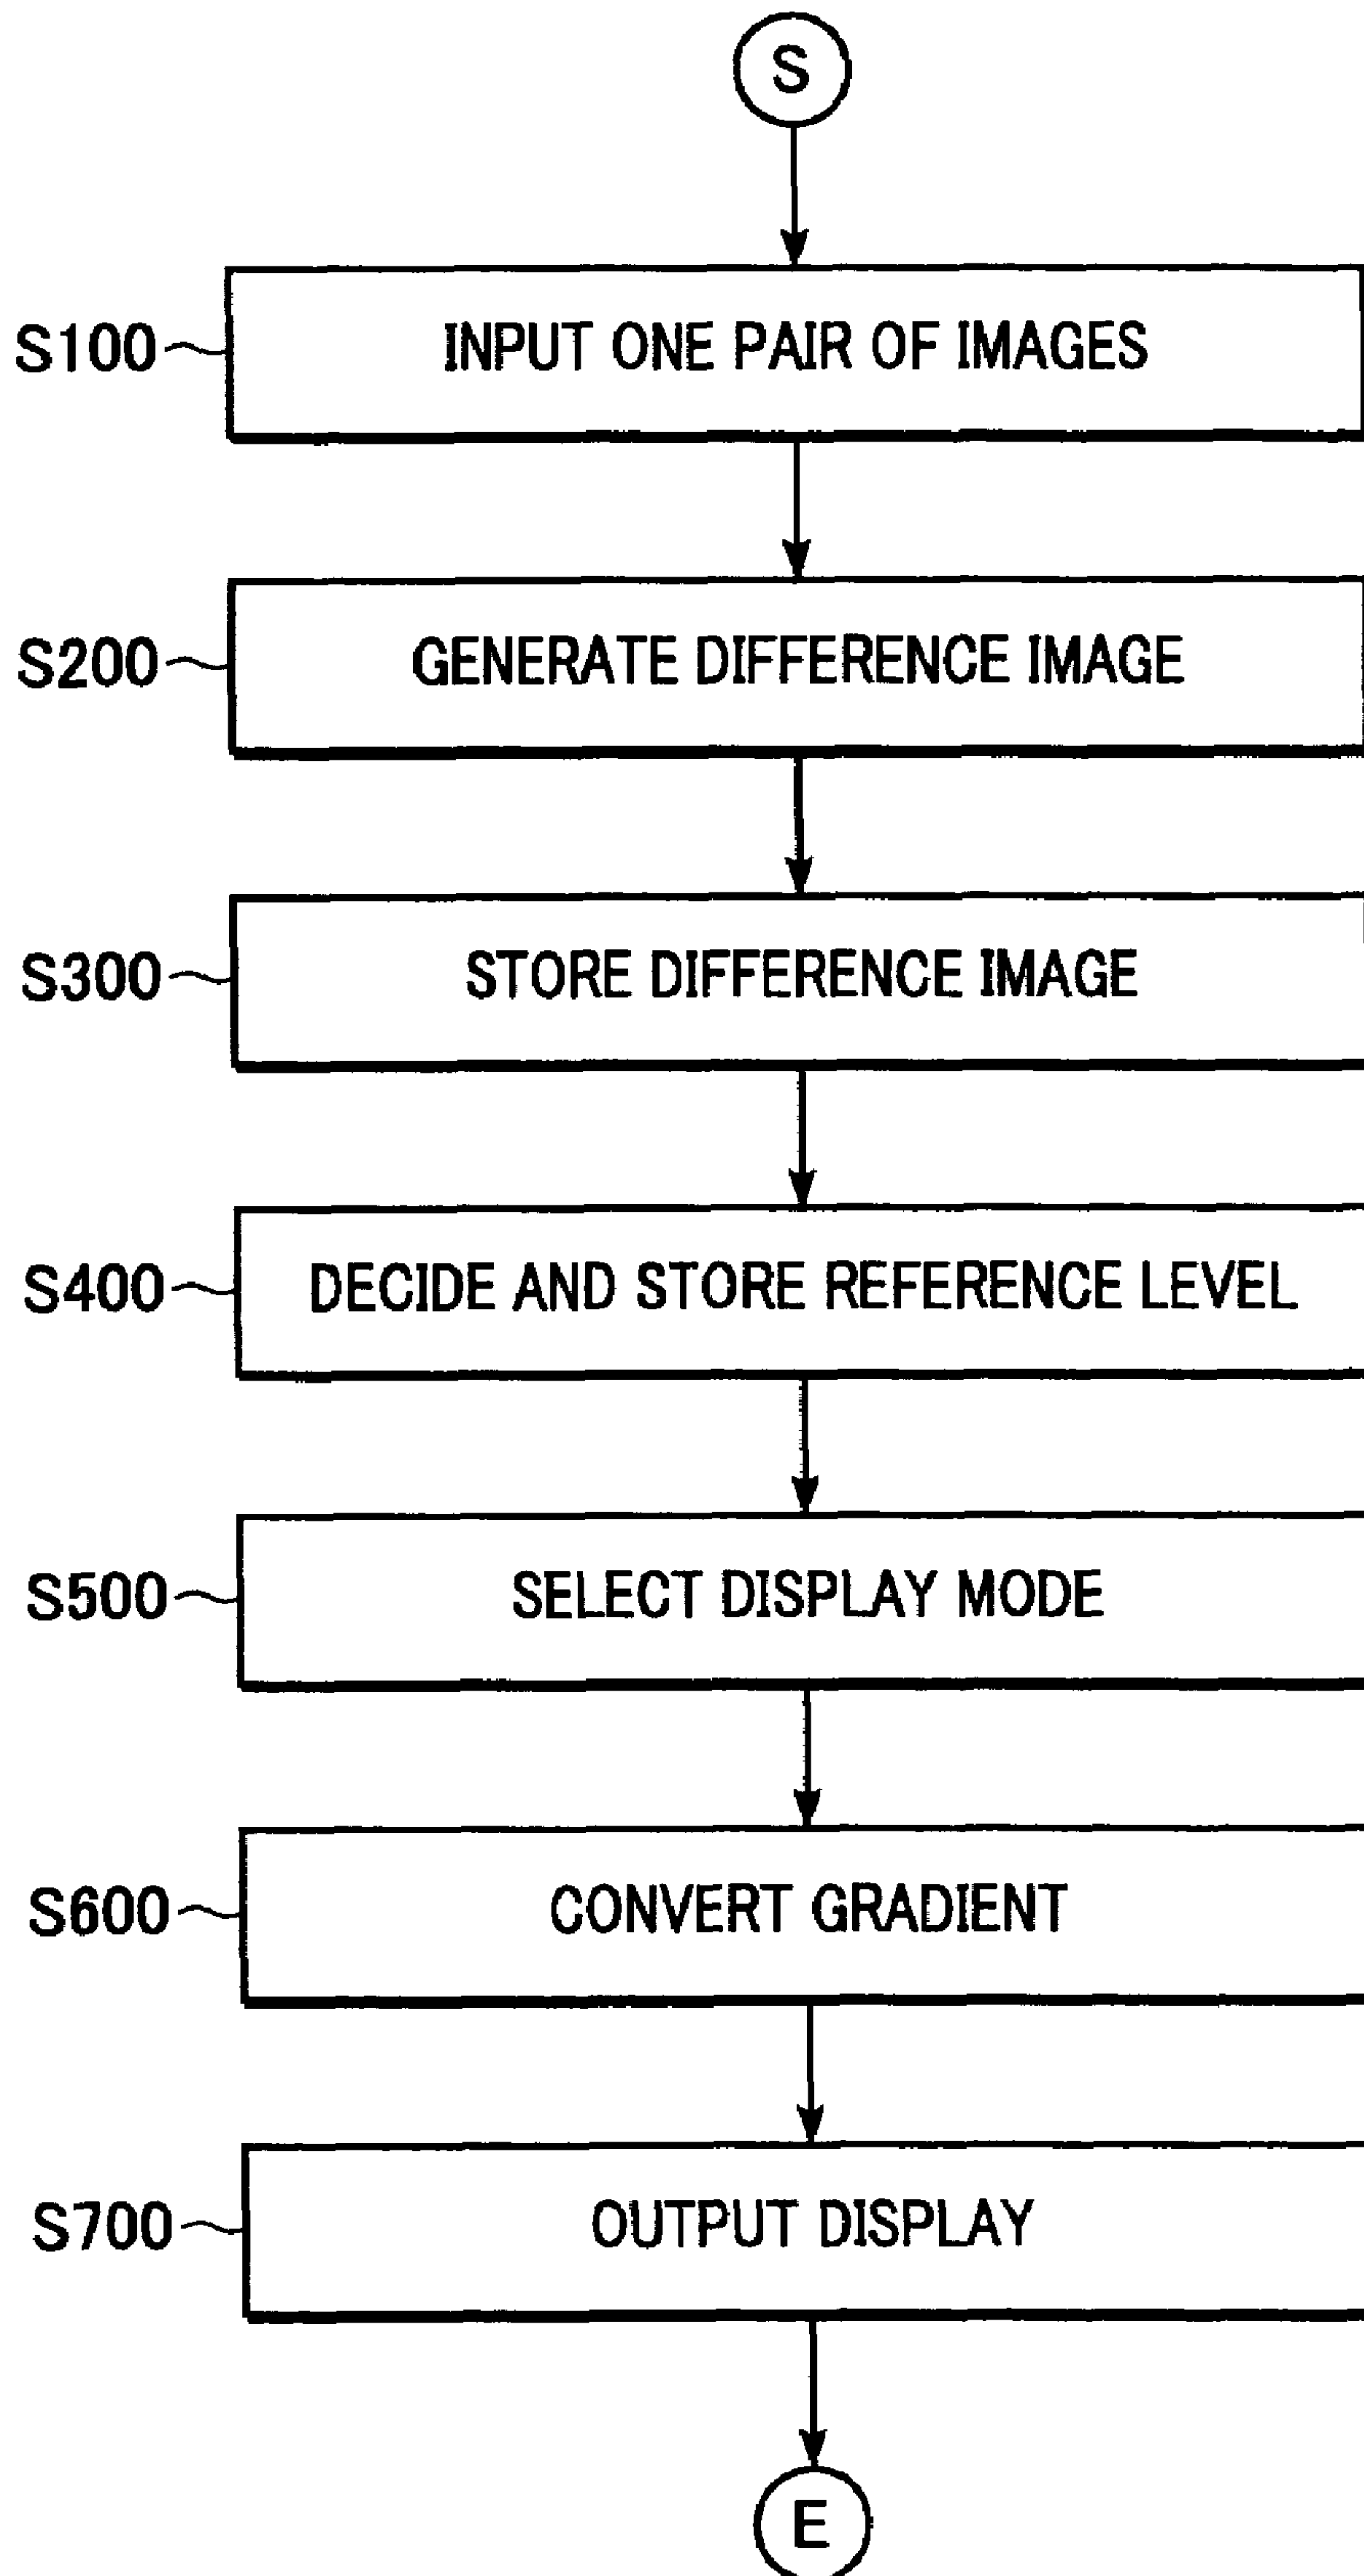 S
S100 INPUT ONE PAIR OF IMAGES
S200 GENERATE DIFFERENCE IMAGE
S300 STORE DIFFERENCE IMAGE
S400 DECIDE AND STORE REFERENCE LEVEL
S500 SELECT DISPLAY MODE
S600 CONVERT GRADIENT
S700 OUTPUT DISPLAY
E